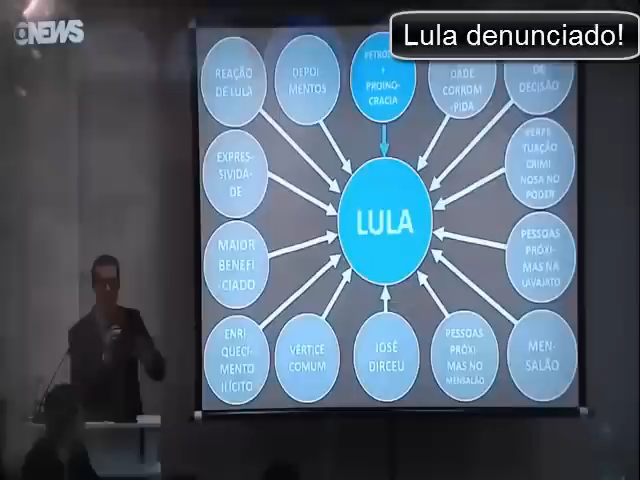 GNEWS
Lula denunciado!
REAÇÃO
DE LULA
DEPOI
MENTOS
+
PROPINO-
CRACIA
DADE
CORROM
-PIDA
DE
DECISÃO
EXPRES-
SIVIDA-
DE
PERPE
TUAÇÃO
CRIMI
NOSA NO
PODER
LULA
MAIOR
BENEFI
-CIADO
PESSOAS
PRÓXI-
MAS NA
LAVAJATO
ENRI
QUECI-
MENTO
ILÍCITO
VÉRTICE
COMUM
JOSÉ
DIRCEU
PESSOAS
PRÓXI
MAS NO
MENSALÃO
MEN-
SALÃO